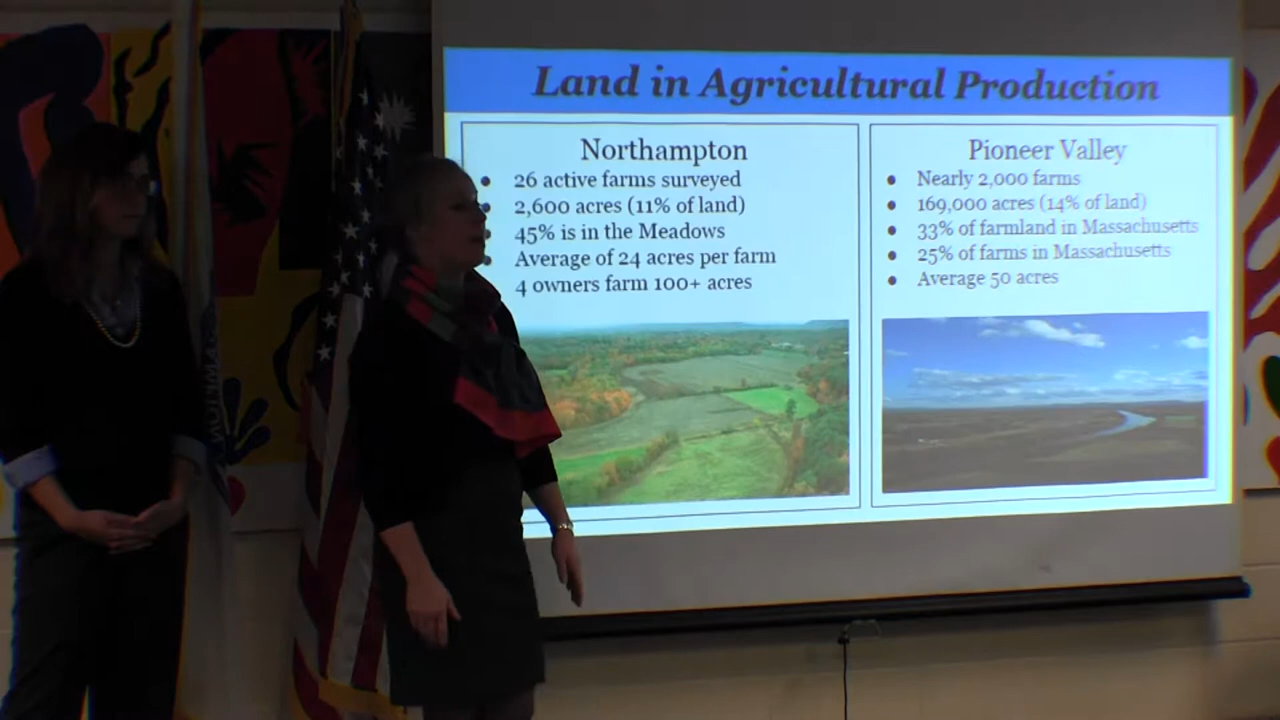 Land in Agricultural Production
Northampton
● 26 active farms surveyed
● 2,600 acres (11% of land)
● 45% is in the Meadows
● Average of 24 acres per farm
4 owners farm 100+ acres
Pioneer Valley
● Nearly 2,000 farms
● 169,000 acres (14% of land)
● 33% of farmland in Massachusetts
● 25% of farms in Massachusetts
● Average 50 acres